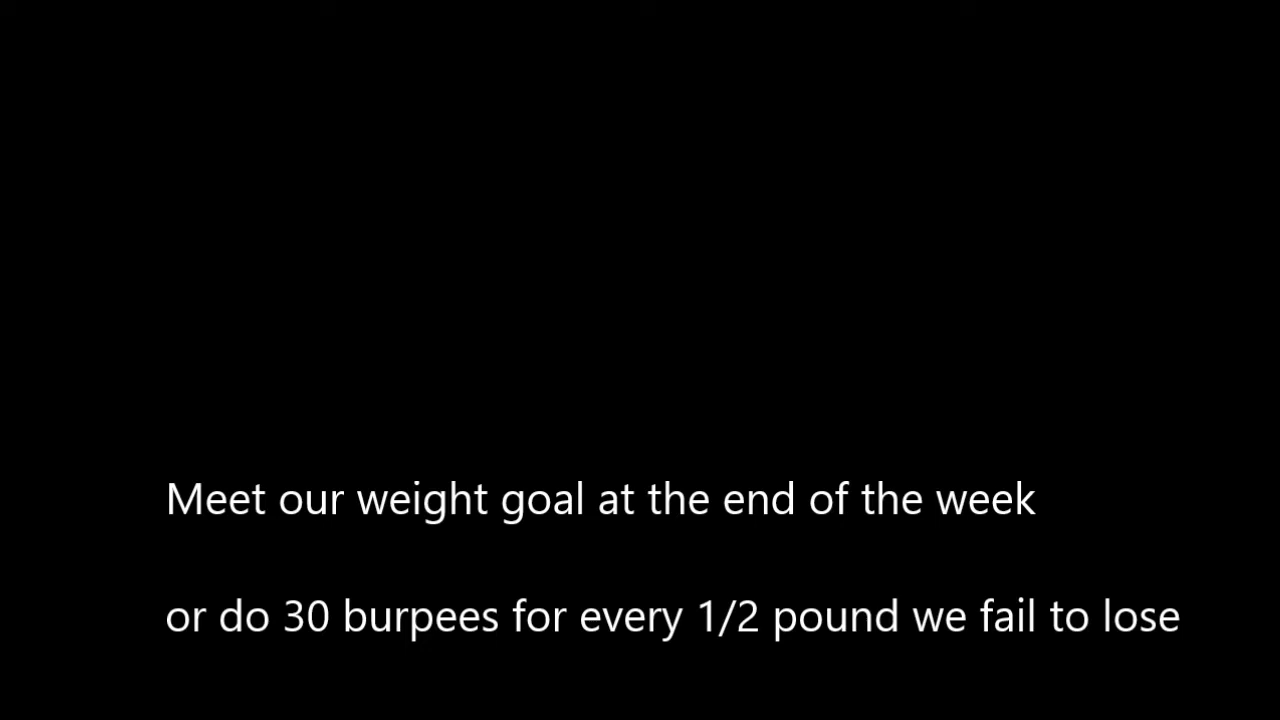 Meet our weight goal at the end of the week
or do 30 burpees for every 1/2 pound we fail to lose